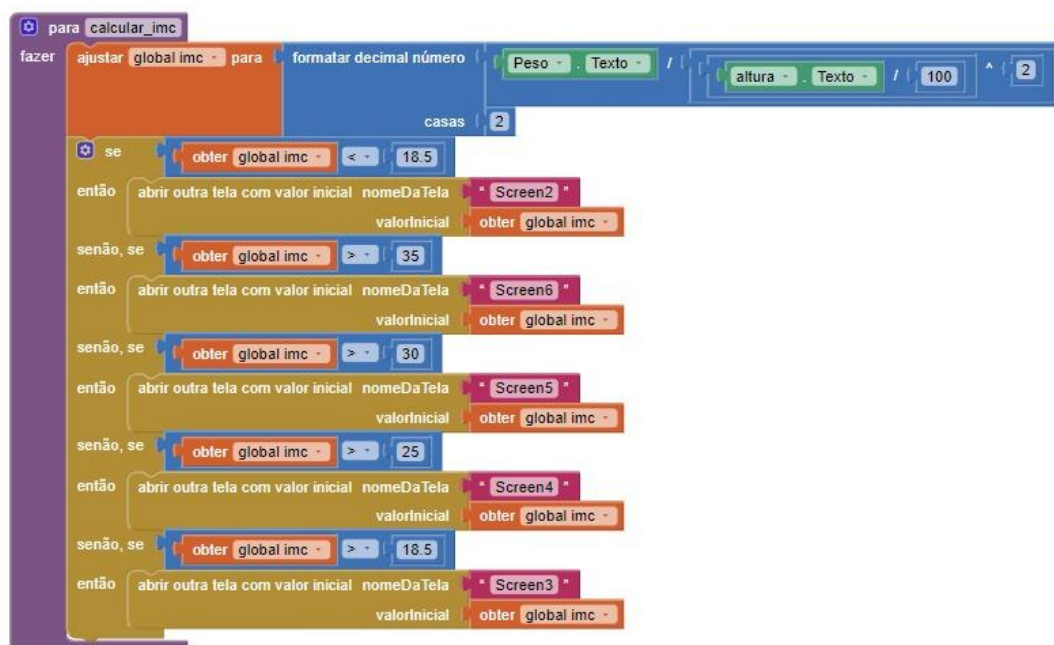 para calcular_imc
fazer ajustar global imc para formatar decimal número Peso . Texto / altura . Texto / 100 ^ 2
casas 2
se obter global imc < 18.5
então abrir outra tela com valor inicial nomeDaTela " Screen2 "
valorInicial obter global imc
senão, se obter global imc > 35
então abrir outra tela com valor inicial nomeDaTela " Screen6 "
valorInicial obter global imc
senão, se obter global imc > 30
então abrir outra tela com valor inicial nomeDaTela " Screen5 "
valorInicial obter global imc
senão, se obter global imc > 25
então abrir outra tela com valor inicial nomeDaTela " Screen4 "
valorInicial obter global imc
senão, se obter global imc > 18.5
então abrir outra tela com valor inicial nomeDaTela " Screen3 "
valorInicial obter global imc